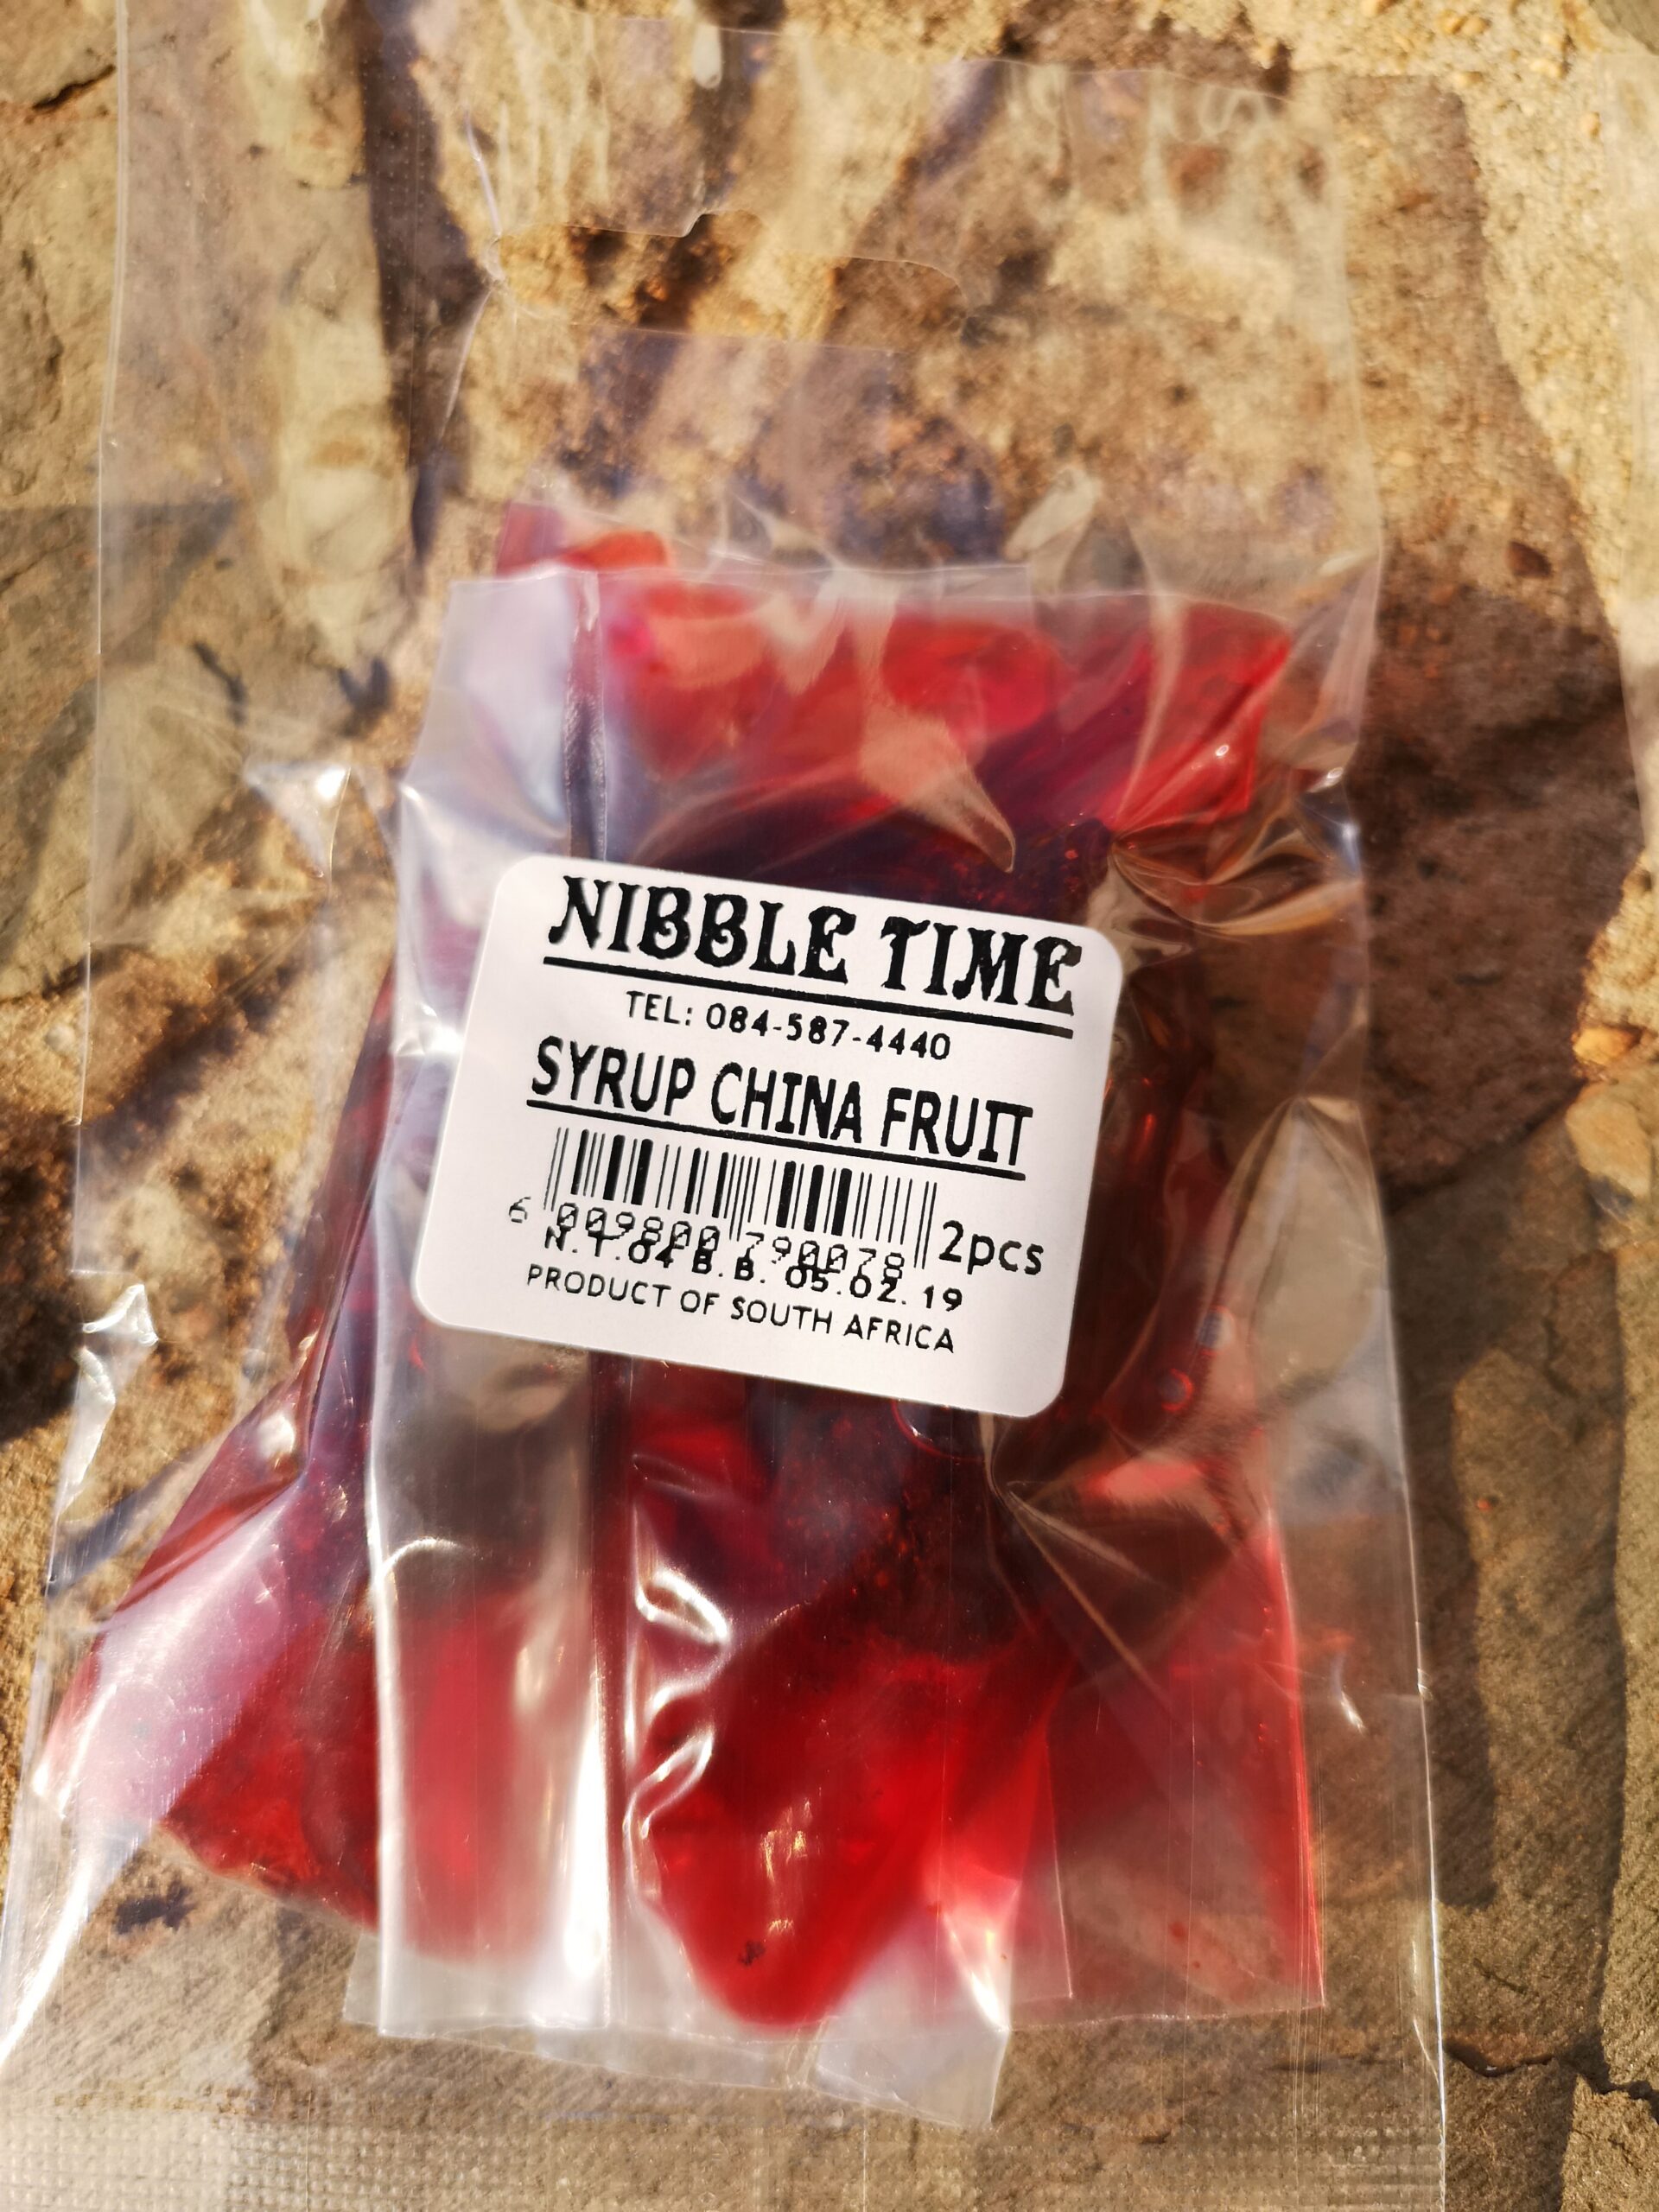 NIBBLE TIME
TEL: 084-587-4440
SYRUP CHINA FRUIT
6 009800 790078 2pcs
N.T.04 B.B. 05.02.19
PRODUCT OF SOUTH AFRICA